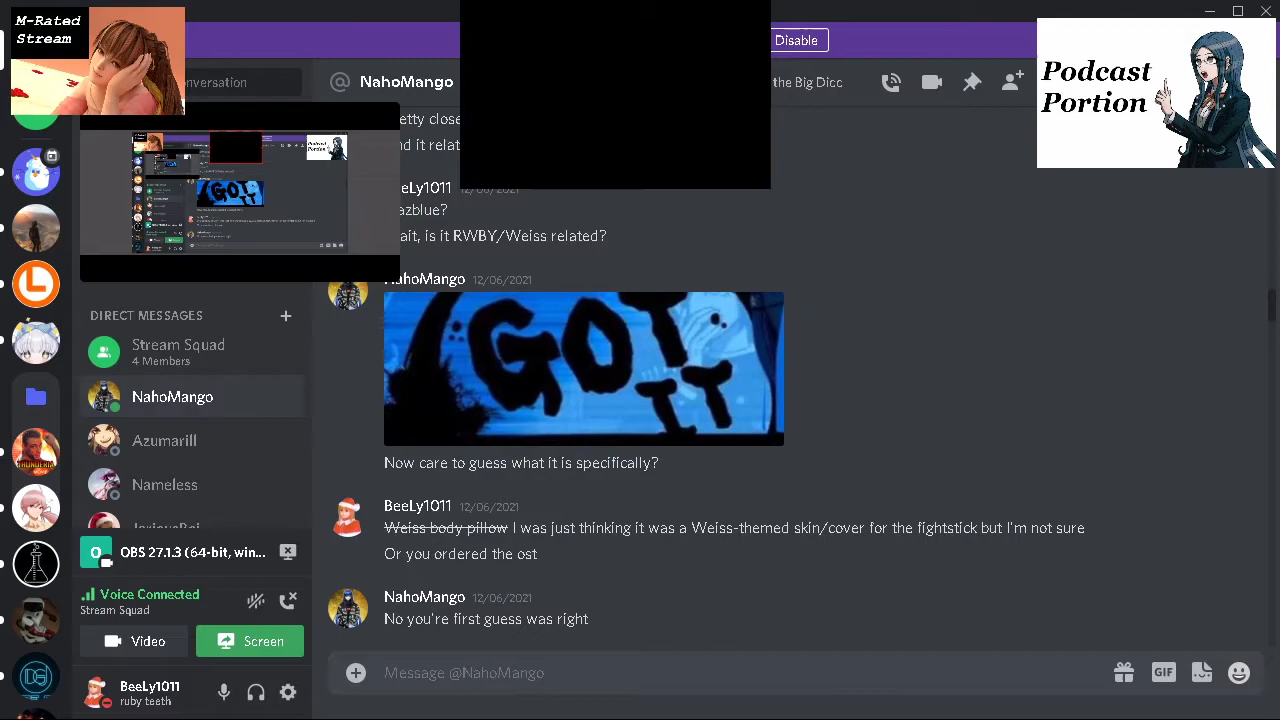 M-Rated
Stream
Disable
Podcast
Portion
onversation
NahoMango
the Big Dicc
etty close
nd it relat
eeLy1011 12/06/2021
azblue?
ait, is it RWBY/Weiss related?
NahoMango 12/06/2021
GOT
IT
Now care to guess what it is specifically?
BeeLy1011 12/06/2021
Weiss body pillow I was just thinking it was a Weiss-themed skin/cover for the fightstick but I'm not sure
Or you ordered the ost
NahoMango 12/06/2021
No you're first guess was right
Message @NahoMango
GIF
DIRECT MESSAGES
Stream Squad
4 Members
NahoMango
Azumarill
Nameless
O
OBS 27.1.3 (64-bit, win...
Voice Connected
Stream Squad
Video
Screen
BeeLy1011
ruby teeth